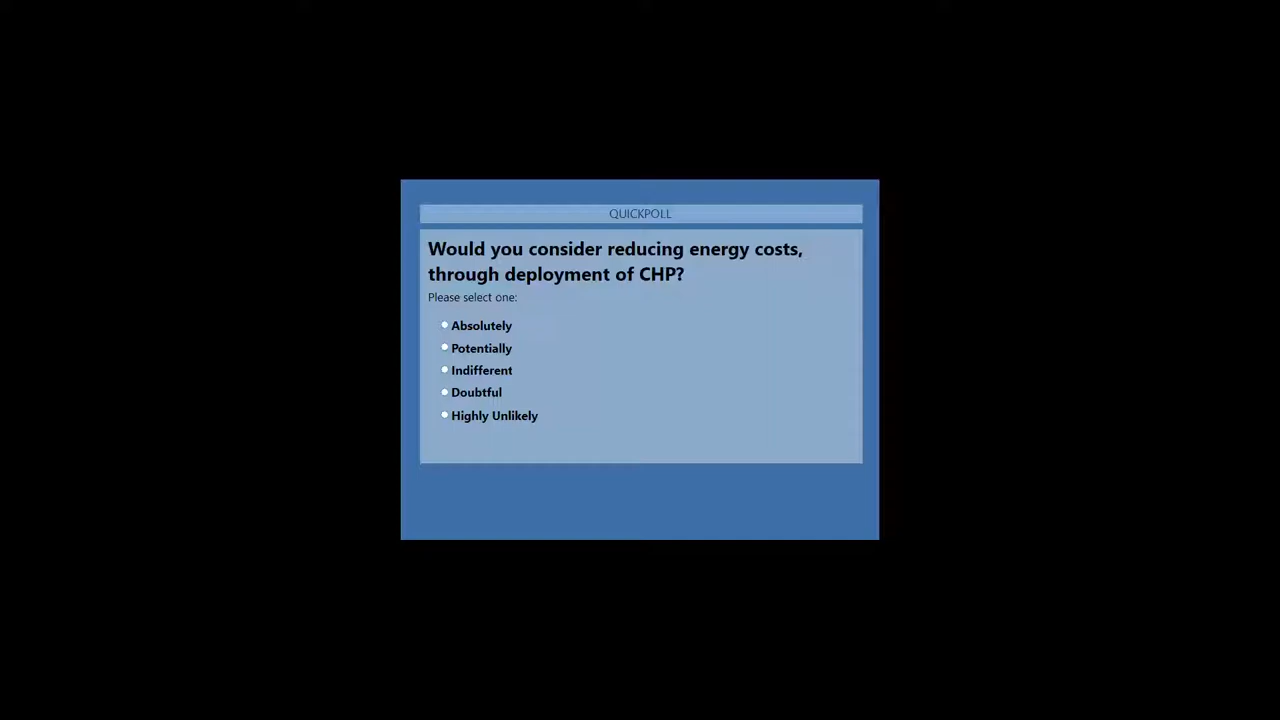 QUICKPOLL
Would you consider reducing energy costs,
through deployment of CHP?
Please select one:
Absolutely
Potentially
Indifferent
Doubtful
Highly Unlikely